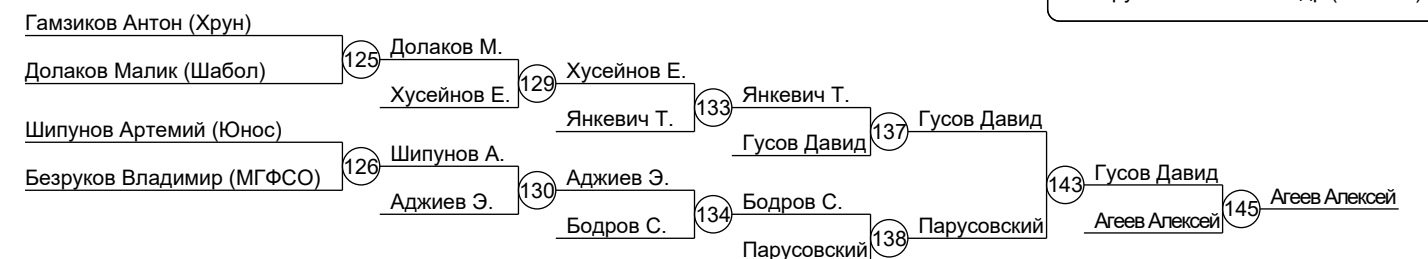 Гамзиков Антон (Хрун)
125
Долаков М.
Долаков Малик (Шабол)
129
Хусейнов Е.
Хусейнов Е.
133
Янкевич Т.
Янкевич Т.
137
Гусов Давид
Шипунов Артемий (Юнос)
Гусов Давид
126
Шипунов А.
143
Гусов Давид
Безруков Владимир (МГФСО)
130
Аджиев Э.
145
Агеев Алексей
Аджиев Э.
134
Бодров С.
Агеев Алексей
Бодров С.
138
Парусовский
Парусовский